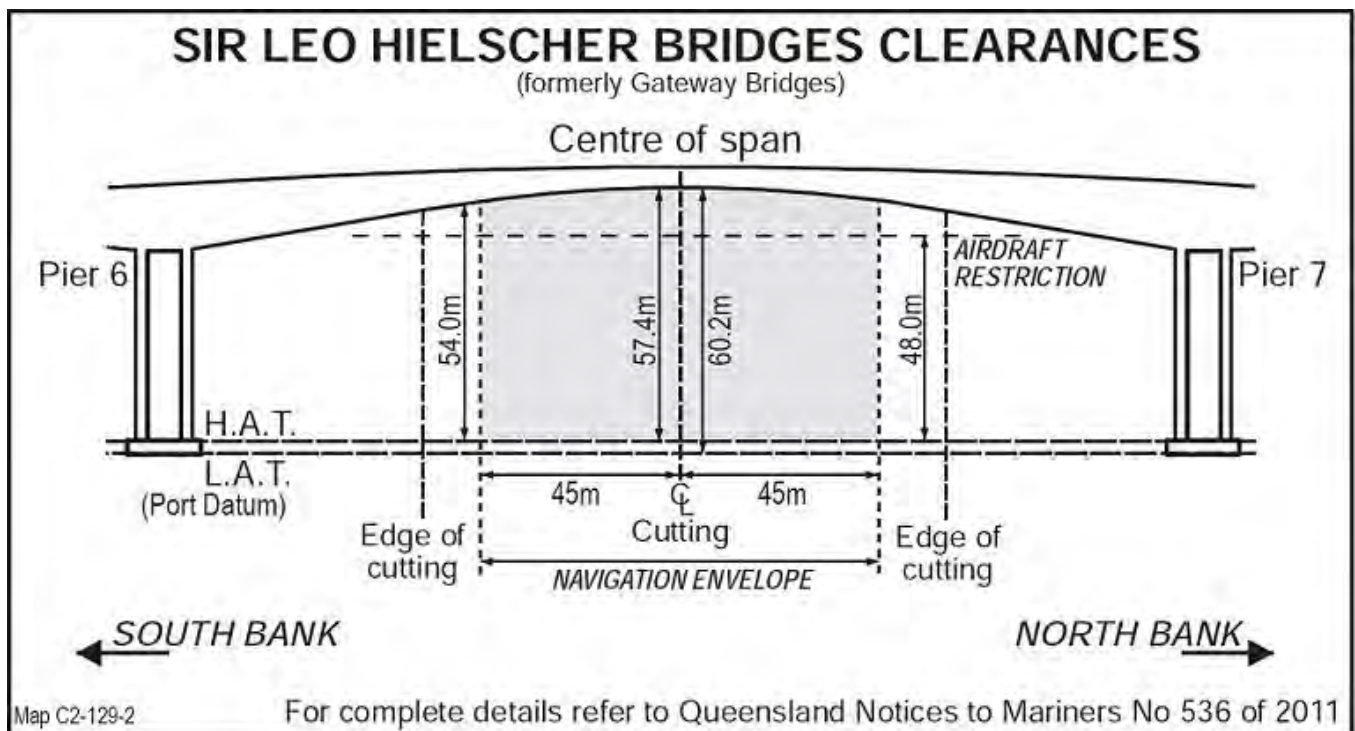 SIR LEO HIELSCHER BRIDGES CLEARANCES
(formerly Gateway Bridges)
Centre of span
Pier 6
AIRDRAFT
RESTRICTION
Pier 7
54.0m
57.4m
60.2m
48.0m
H.A.T.
L.A.T.
(Port Datum)
45m
CL
45m
Edge of
cutting
Cutting
Edge of
cutting
NAVIGATION ENVELOPE
SOUTH BANK
NORTH BANK
Map C2-129-2
For complete details refer to Queensland Notices to Mariners No 536 of 2011